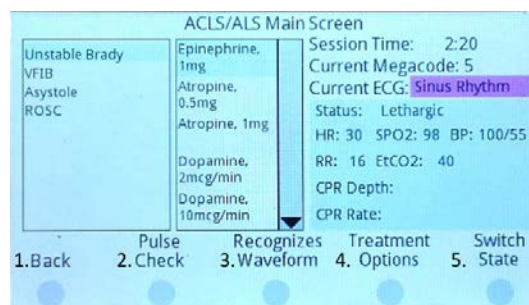 ACLS/ALS Main Screen
Unstable Brady
VFIB
Asystole
ROSC
Epinephrine,
1mg
Atropine,
0.5mg
Atropine, 1mg
Dopamine,
2mcg/min
Dopamine,
10mcg/min
Session Time: 2:20
Current Megacode: 5
Current ECG: Sinus Rhythm
Status: Lethargic
HR: 30 SPO2: 98 BP: 100/55
RR: 16 EtCO2: 40
CPR Depth:
CPR Rate:
1.Back
Pulse
2.Check
Recognizes
3.Waveform
Treatment
4. Options
Switch
5. State